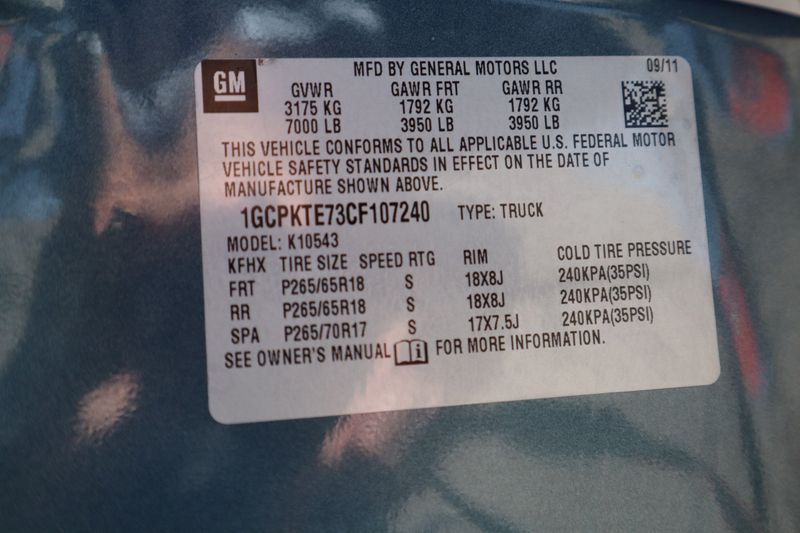 GM
MFD BY GENERAL MOTORS LLC 09/11
GVWR GAWR FRT GAWR RR
3175 KG 1792 KG 1792 KG
7000 LB 3950 LB 3950 LB
THIS VEHICLE CONFORMS TO ALL APPLICABLE U.S. FEDERAL MOTOR
VEHICLE SAFETY STANDARDS IN EFFECT ON THE DATE OF
MANUFACTURE SHOWN ABOVE.
1GCPKTE73CF107240 TYPE: TRUCK
MODEL: K10543
KFHX TIRE SIZE SPEED RTG RIM COLD TIRE PRESSURE
FRT P265/65R18 S 18X8J 240KPA(35PSI)
RR P265/65R18 S 18X8J 240KPA(35PSI)
SPA P265/70R17 S 17X7.5J 240KPA(35PSI)
SEE OWNER'S MANUAL i FOR MORE INFORMATION.